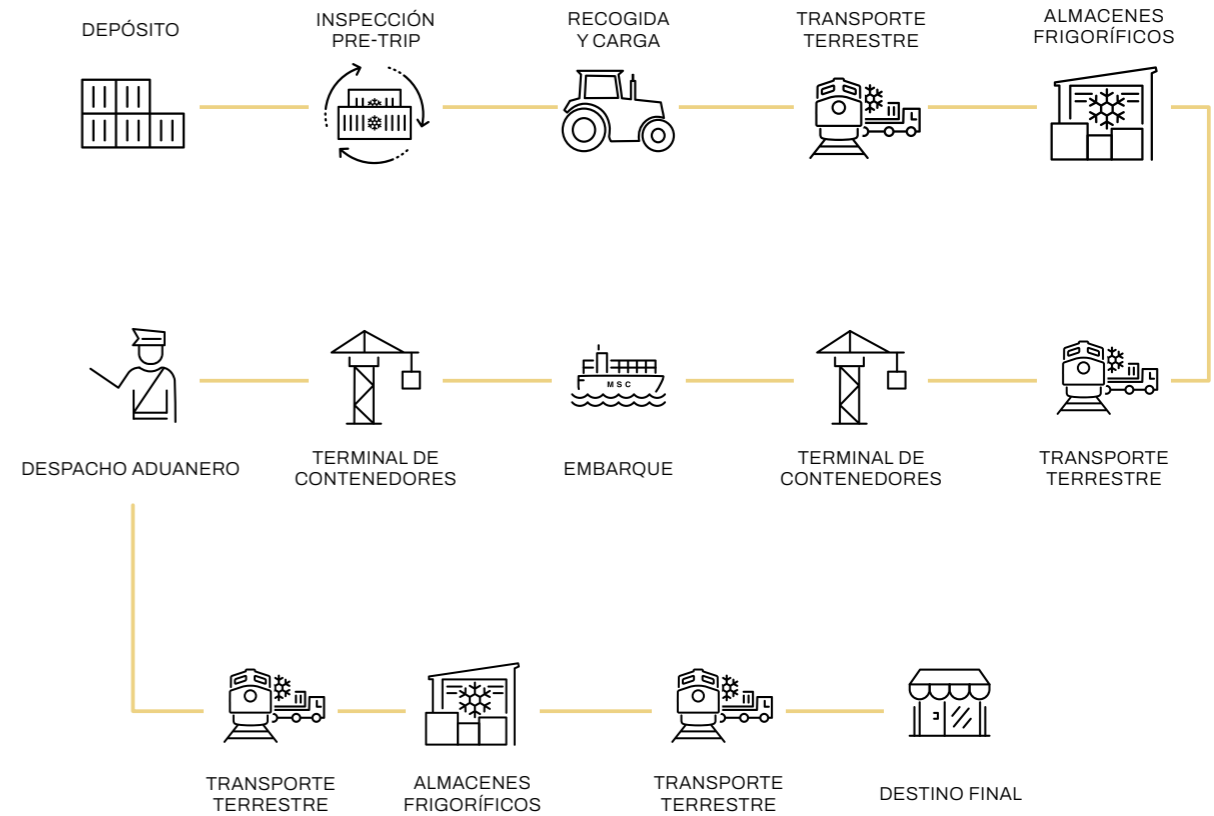 DEPÓSITO
INSPECCIÓN
PRE-TRIP
RECOGIDA
Y CARGA
TRANSPORTE
TERRESTRE
ALMACENES
FRIGORÍFICOS
MSC
DESPACHO ADUANERO
TERMINAL DE
CONTENEDORES
EMBARQUE
TERMINAL DE
CONTENEDORES
TRANSPORTE
TERRESTRE
TRANSPORTE
TERRESTRE
ALMACENES
FRIGORÍFICOS
TRANSPORTE
TERRESTRE
DESTINO FINAL